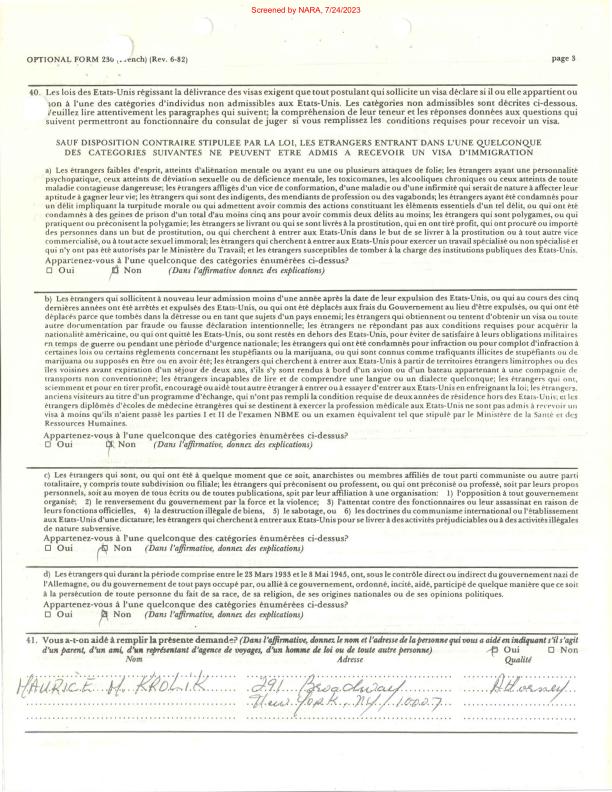 Screened by NARA, 7/24/2023
OPTIONAL FORM 230 (French) (Rev. 6-82) page 3
40. Les lois des Etats-Unis régissant la délivrance des visas exigent que tout postulant qui sollicite un visa déclare si il ou elle appartient ou
non à l'une des catégories d'individus non admissibles aux Etats-Unis. Les catégories non admissibles sont décrites ci-dessous.
Veuillez lire attentivement les paragraphes qui suivent; la compréhension de leur teneur et les réponses données aux questions qui
suivent permettront au fonctionnaire du consulat de juger si vous remplissez les conditions requises pour recevoir un visa.
SAUF DISPOSITION CONTRAIRE STIPULEE PAR LA LOI, LES ETRANGERS ENTRANT DANS L'UNE QUELCONQUE
DES CATEGORIES SUIVANTES NE PEUVENT ETRE ADMIS A RECEVOIR UN VISA D'IMMIGRATION
a) Les étrangers faibles d'esprit, atteints d'aliénation mentale ou ayant eu une ou plusieurs attaques de folie; les étrangers ayant une personnalité
psychopatique, ceux atteints de déviation sexuelle ou de déficience mentale, les toxicomanes, les alcooliques chroniques ou ceux atteints de toute
maladie contagieuse dangereuse; les étrangers affligés d'un vice de conformation, d'une maladie ou d'une infirmité qui serait de nature à affecter leur
aptitude à gagner leur vie; les étrangers qui sont des indigents, des mendiants de profession ou des vagabonds; les étrangers ayant été condamnés pour
un délit impliquant la turpitude morale ou qui admettent avoir commis des actions constituant les éléments essentiels d'un tel délit, ou qui ont été
condamnés à des peines de prison d'un total d'au moins cinq ans pour avoir commis deux délits au moins; les étrangers qui sont polygames, ou qui
pratiquent ou préconisent la polygamie; les étrangers se livrant ou qui se sont livrés à la prostitution, qui en ont tiré profit, qui ont procuré ou importé
des personnes dans un but de prostitution, ou qui cherchent à entrer aux Etats-Unis dans le but de se livrer à la prostitution ou à tout autre vice
commercialisé, ou à tout acte sexuel immoral; les étrangers qui cherchent à entrer aux Etats-Unis pour exercer un travail spécialisé ou non spécialisé et
qui n'y ont pas été autorisés par le Ministère du Travail; et les étrangers susceptibles de tomber à la charge des institutions publiques des Etats-Unis.
Appartenez-vous à l'une quelconque des catégories énumérées ci-dessus?
Oui Non (Dans l'affirmative donnez des explications)
b) Les étrangers qui sollicitent à nouveau leur admission moins d'une année après la date de leur expulsion des Etats-Unis, ou qui au cours des cinq
dernières années ont été arrêtés et expulsés des Etats-Unis, ou qui ont été déplacés aux frais du Gouvernement au lieu d'être expulsés, ou qui ont été
déplacés parce que tombés dans la détresse ou en tant que sujets d'un pays ennemi; les étrangers qui obtiennent ou tentent d'obtenir un visa ou toute
autre documentation par fraude ou fausse déclaration intentionnelle; les étrangers ne répondant pas aux conditions requises pour acquérir la
nationalité américaine, ou qui ont quitté les Etats-Unis, ou sont restés en dehors des Etats-Unis, pour éviter de satisfaire à leurs obligations militaires
en temps de guerre ou pendant une période d'urgence nationale; les étrangers qui ont été condamnés pour infraction ou pour complot d'infraction à
certaines lois ou certains règlements concernant les stupéfiants ou la marijuana, ou qui sont connus comme trafiquants illicites de stupéfiants ou de
marijuana ou supposés en être ou en avoir été; les étrangers qui cherchent à entrer aux Etats-Unis à partir de territoires étrangers limitrophes ou des
îles voisines avant expiration d'un séjour de deux ans, s'ils s'y sont rendus à bord d'un avion ou d'un bateau appartenant à une compagnie de
transports non conventionnée; les étrangers incapables de lire et de comprendre une langue ou un dialecte quelconque; les étrangers qui ont,
sciemment et pour en tirer profit, encouragé ou aidé tout autre étranger à entrer ou à essayer d'entrer aux Etats-Unis en enfreignant la loi; les étrangers,
anciens visiteurs au titre d'un programme d'échange, qui n'ont pas rempli la condition requise de deux années de résidence hors des Etats-Unis; et les
étrangers diplômés d'écoles de médecine étrangères qui se destinent à exercer la profession médicale aux Etats-Unis ne sont pas admis à recevoir un
visa à moins qu'ils n'aient passé les parties I et II de l'examen NBME ou un examen équivalent tel que stipulé par le Ministère de la Santé et des
Ressources Humaines.
Appartenez-vous à l'une quelconque des catégories énumérées ci-dessus?
Oui Non (Dans l'affirmative donnez des explications)
c) Les étrangers qui sont, ou qui ont été à quelque moment que ce soit, anarchistes ou membres affiliés de tout parti communiste ou autre parti
totalitaire, y compris toute subdivision ou filiale; les étrangers qui préconisent ou professent, ou qui ont préconisé ou professé, soit par leurs propos
personnels, soit au moyen de tous écrits ou de toutes publications, soit par leur affiliation à une organisation: 1) l'opposition à tout gouvernement
organisé; 2) le renversement du gouvernement par la force et la violence; 3) l'attentat contre des fonctionnaires ou leur assassinat en raison de
leurs fonctions officielles, 4) la destruction illégale de biens, 5) le sabotage, ou 6) les doctrines du communisme international ou l'établissement
aux Etats-Unis d'une dictature; les étrangers qui cherchent à entrer aux Etats-Unis pour se livrer à des activités préjudiciables ou à des activités illégales
de nature subversive.
Appartenez-vous à l'une quelconque des catégories énumérées ci-dessus?
Oui Non (Dans l'affirmative, donnez des explications)
d) Les étrangers qui durant la période comprise entre le 23 Mars 1933 et le 8 Mai 1945, ont, sous le contrôle direct ou indirect du gouvernement nazi de
l'Allemagne, ou du gouvernement de tout pays occupé par, ou allié à ce gouvernement, ordonné, incité, aidé, participé de quelque manière que ce soit
à la persécution de toute personne du fait de sa race, de sa religion, de ses origines nationales ou de ses opinions politiques.
Appartenez-vous à l'une quelconque des catégories énumérées ci-dessus?
Oui Non (Dans l'affirmative, donnez des explications)
41. Vous a-t-on aidé à remplir la présente demande? (Dans l'affirmative, donnez le nom et l'adresse de la personne qui vous a aidé en indiquant s'il s'agit
d'un parent, d'un ami, d'un représentant d'agence de voyages, d'un homme de loi ou de toute autre personne) Oui Non
Nom Adresse Qualité
MAURICE H. KROLIK 291 Broadway Attorney
New York, NY 10007